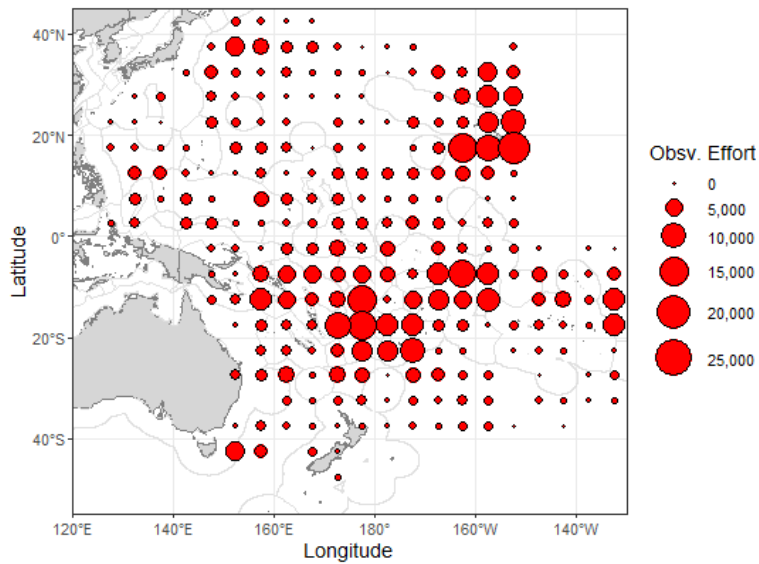 40°N
20°N
0°
20°S
40°S
Latitude
120°E
140°E
160°E
180°
160°W
140°W
Longitude
Obsv. Effort
0
5,000
10,000
15,000
20,000
25,000